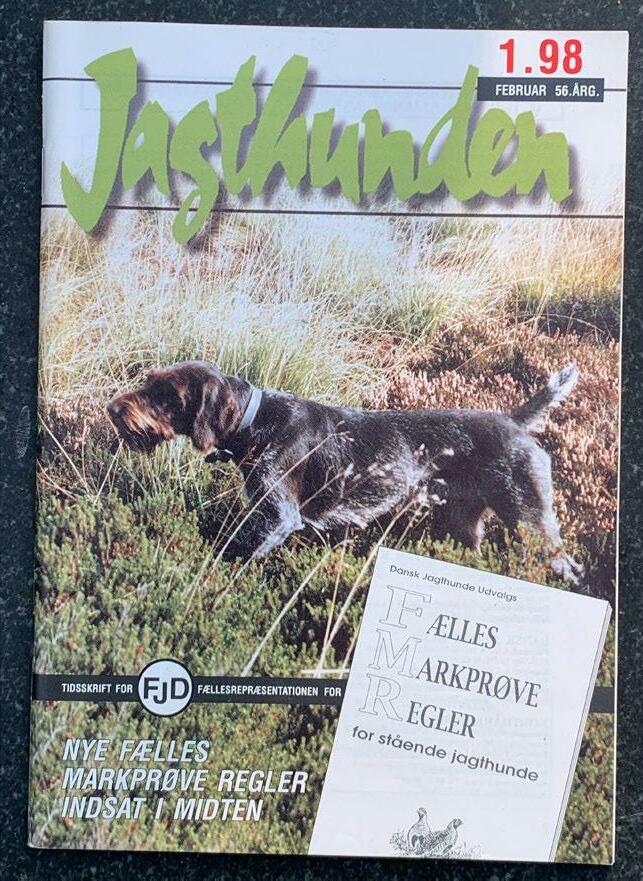 1.98
FEBRUAR 56.ÅRG.
Jagthunden
Dansk Jagthunde Udvalgs
FÆLLES
MARKPRØVE
REGLER
for stående jagthunde
TIDSSKRIFT FOR FJD FÆLLESREPRÆSENTATIONEN FOR
NYE FÆLLES
MARKPRØVE REGLER
INDSAT I MIDTEN